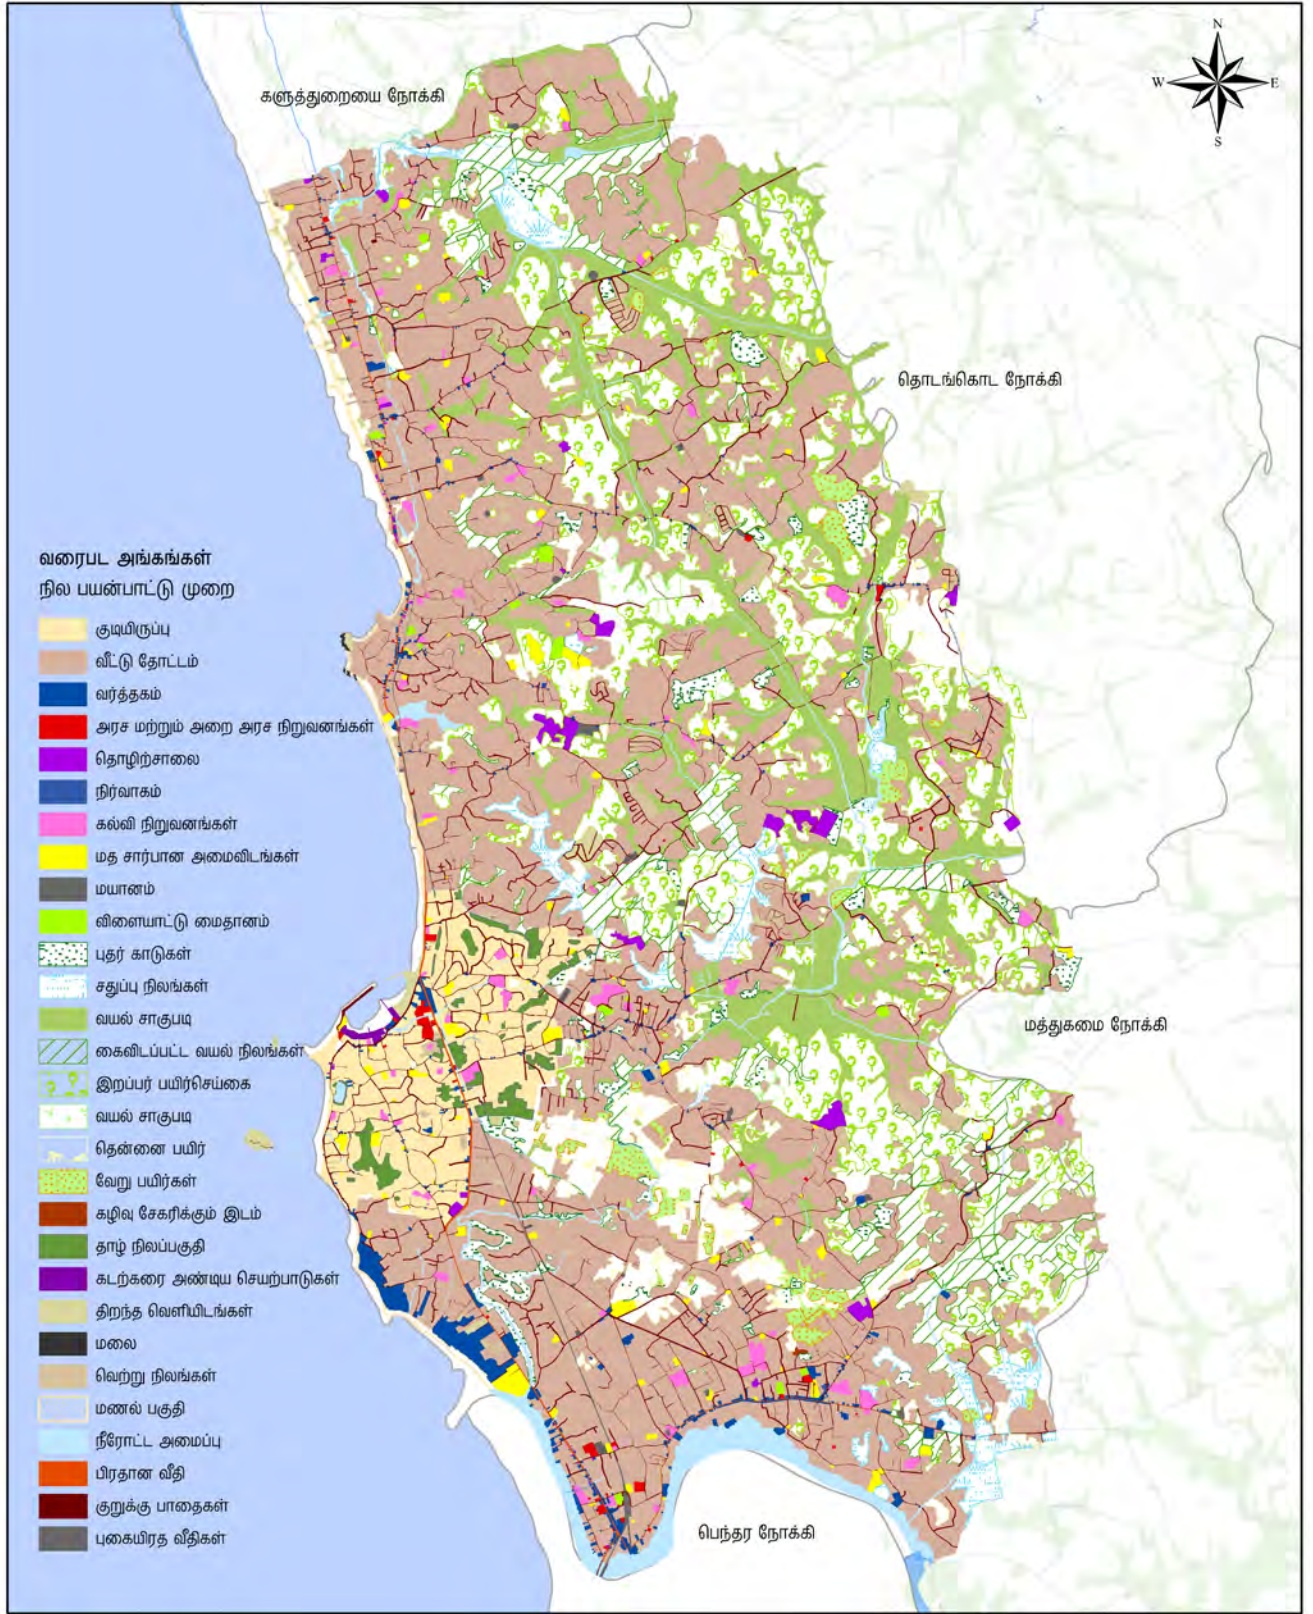 N
W
E
S
களுத்துறையை நோக்கி
தொடங்கொட நோக்கி
மத்துகமை நோக்கி
பெந்தர நோக்கி
வரைபட அங்கங்கள்
நில பயன்பாட்டு முறை
குடியிருப்பு
வீட்டு தோட்டம்
வர்த்தகம்
அரச மற்றும் அறை அரச நிறுவனங்கள்
தொழிற்சாலை
நிர்வாகம்
கல்வி நிறுவனங்கள்
மத சார்பான அமைவிடங்கள்
மயானம்
விளையாட்டு மைதானம்
புதர் காடுகள்
சதுப்பு நிலங்கள்
வயல் சாகுபடி
கைவிடப்பட்ட வயல் நிலங்கள்
இறப்பர் பயிர்செய்கை
வயல் சாகுபடி
தென்னை பயிர்
வேறு பயிர்கள்
கழிவு சேகரிக்கும் இடம்
தாழ் நிலப்பகுதி
கடற்கரை அண்டிய செயற்பாடுகள்
திறந்த வெளியிடங்கள்
மலை
வெற்று நிலங்கள்
மணல் பகுதி
நீரோட்ட அமைப்பு
பிரதான வீதி
குறுக்கு பாதைகள்
புகையிரத வீதிகள்